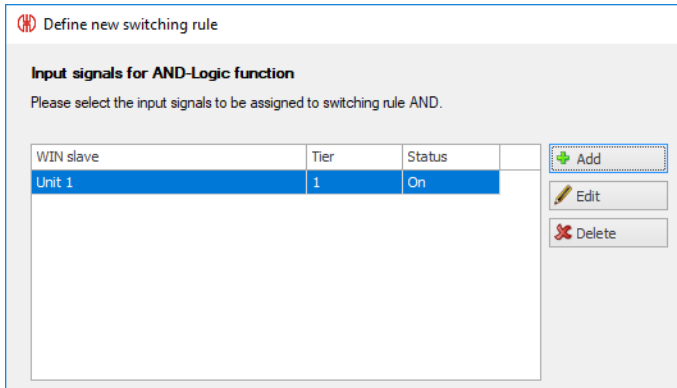 Define new switching rule
Input signals for AND-Logic function
Please select the input signals to be assigned to switching rule AND.
WIN slave Tier Status
Unit 1 1 On
Add
Edit
Delete